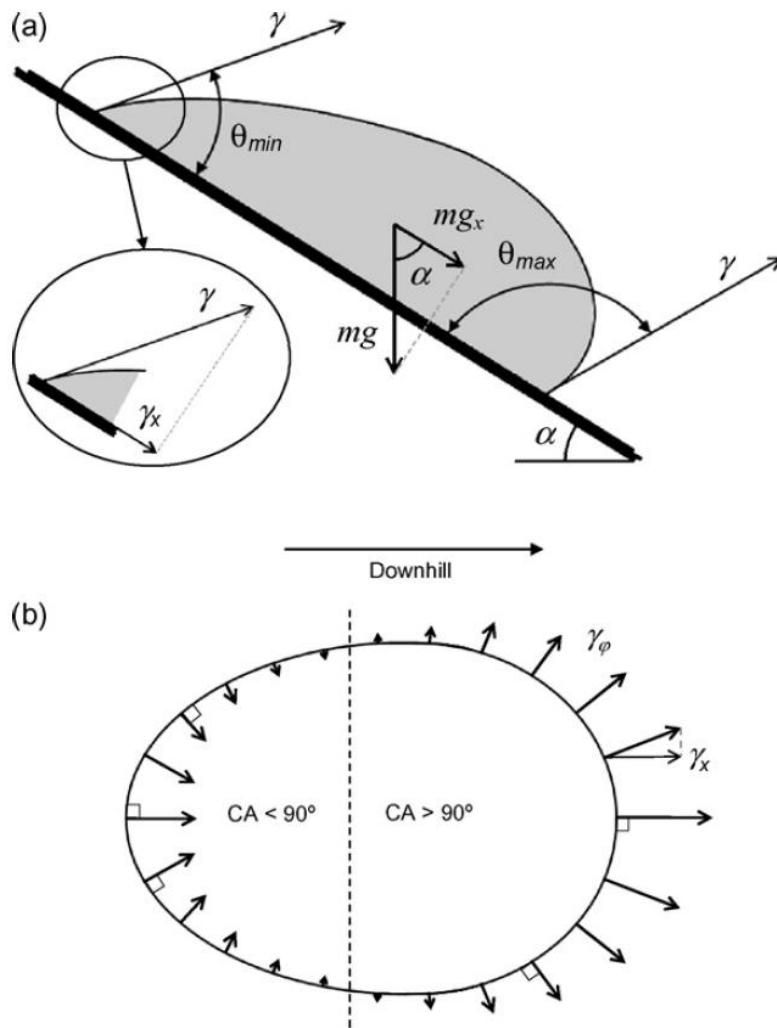 (a)
γ
θmin
mgx
α
θmax
γ
γ
mg
γx
α
Downhill
(b)
γφ
γx
CA < 90º
CA > 90º